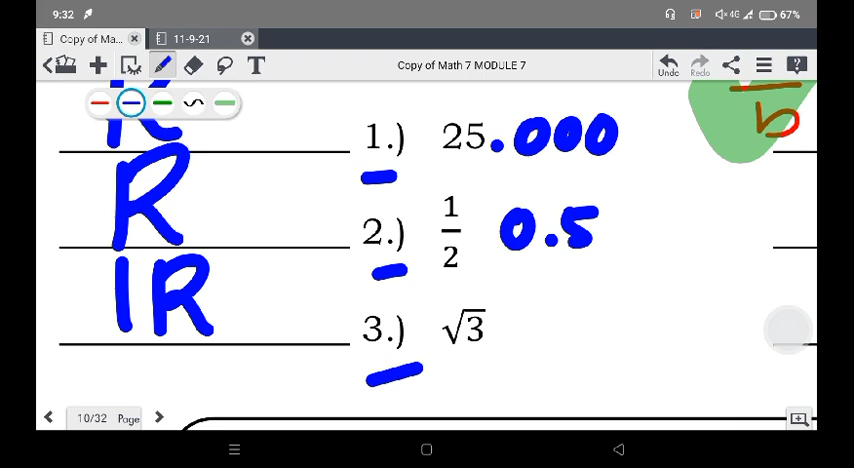 9:32 4G 67%
Copy of Ma... 11-9-21
T Copy of Math 7 MODULE 7 Undo Redo
b
R 1.) 25.000
R 2.) 1/2 0.5
IR 3.) √3
10/32 Page